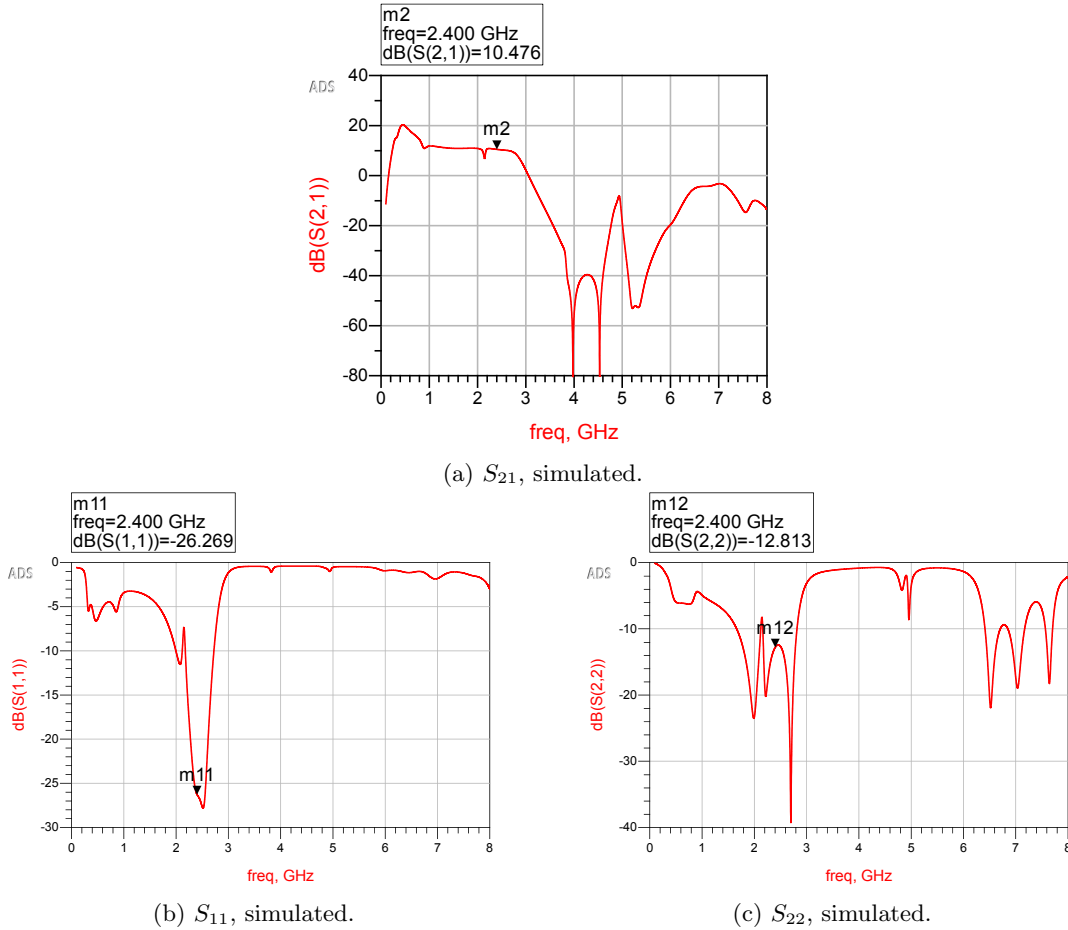 m2
freq=2.400 GHz
dB(S(2,1))=10.476
ADS
m2
40
20
0
-20
-40
-60
-80
dB(S(2,1))
0 1 2 3 4 5 6 7 8
freq, GHz
(a) S21, simulated.
m11
freq=2.400 GHz
dB(S(1,1))=-26.269
ADS
m11
0
-5
-10
-15
-20
-25
-30
dB(S(1,1))
0 1 2 3 4 5 6 7 8
freq, GHz
(b) S11, simulated.
m12
freq=2.400 GHz
dB(S(2,2))=-12.813
ADS
m12
0
-10
-20
-30
-40
dB(S(2,2))
0 1 2 3 4 5 6 7 8
freq, GHz
(c) S22, simulated.